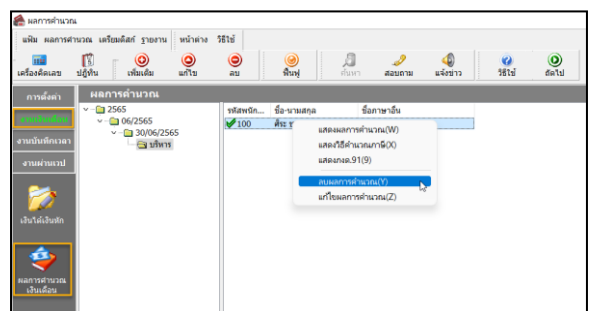 ผลการคำนวณ
แฟ้ม ผลการคำนวณ เตรียมดิสก์ รายงาน หน้าต่าง วิธีใช้
เครื่องคิดเลข ปฏิทิน เพิ่มเติม แก้ไข ลบ ฟื้นฟู ค้นหา สอบถาม แจ้งข่าว วิธีใช้ ถัดไป
การตั้งค่า
งานเงินเดือน
งานบันทึกเวลา
งานผ่านเวป
เงินได้เงินหัก
ผลการคำนวณ
เงินเดือน
ผลการคำนวณ
2565
06/2565
30/06/2565
บริหาร
รหัสพนัก... ชื่อ-นามสกุล ชื่อภาษาอื่น
100
แสดงผลการคำนวณ(W)
แสดงวิธีคำนวณภาษี(X)
แสดงภงด.91(9)
ลบผลการคำนวณ(Y)
แก้ไขผลการคำนวณ(Z)